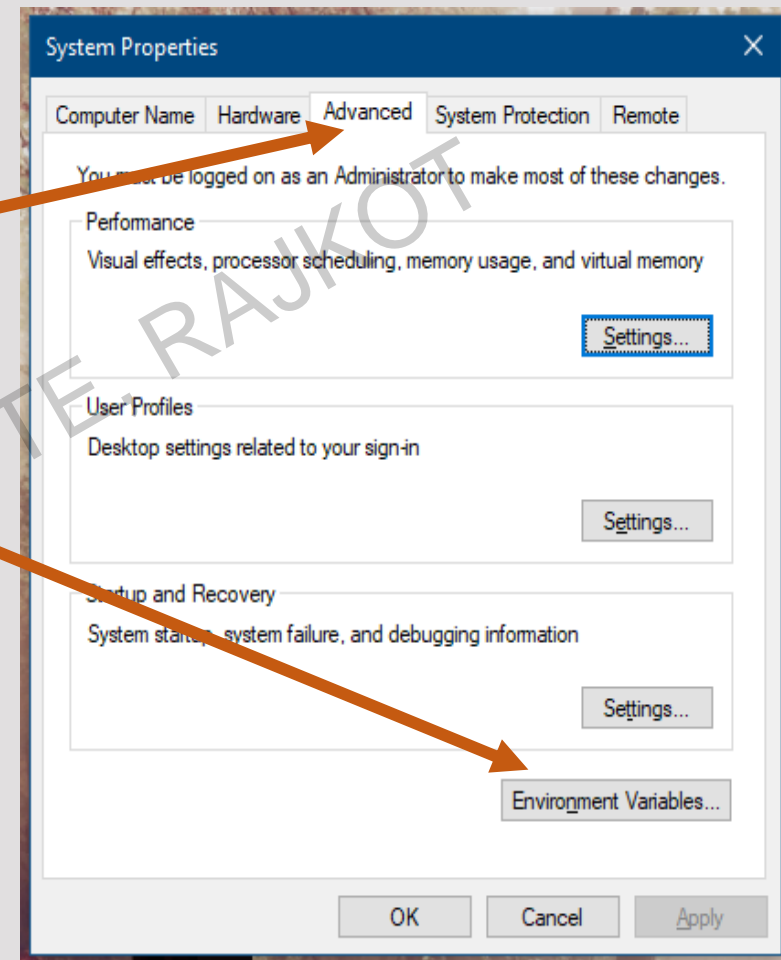 System Properties
Computer Name Hardware Advanced System Protection Remote
You must be logged on as an Administrator to make most of these changes.
Performance
Visual effects, processor scheduling, memory usage, and virtual memory
Settings...
User Profiles
Desktop settings related to your sign-in
Settings...
Startup and Recovery
System startup, system failure, and debugging information
Settings...
Environment Variables...
OK Cancel Apply
TE, RAJKOT